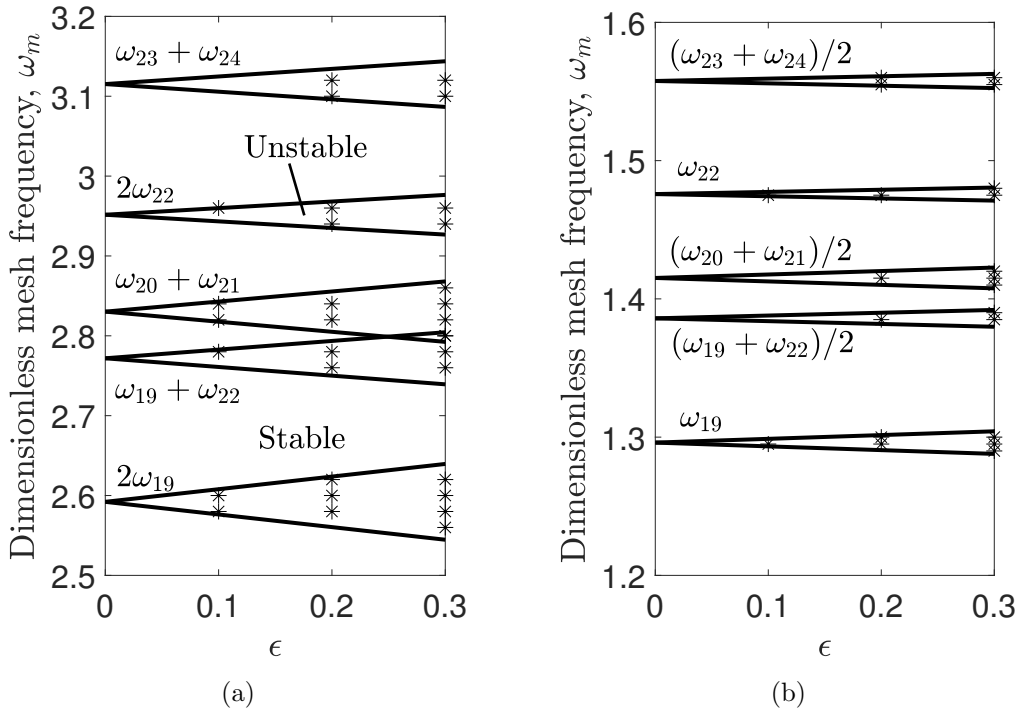 Dimensionless mesh frequency, ωₘ
3.2
3.1
3
2.9
2.8
2.7
2.6
2.5
ω₂₃ + ω₂₄
Unstable
2ω₂₂
ω₂₀ + ω₂₁
ω₁₉ + ω₂₂
Stable
2ω₁₉
0 0.1 0.2 0.3
ϵ
(a)
Dimensionless mesh frequency, ωₘ
1.6
1.5
1.4
1.3
1.2
(ω₂₃ + ω₂₄)/2
ω₂₂
(ω₂₀ + ω₂₁)/2
(ω₁₉ + ω₂₂)/2
ω₁₉
0 0.1 0.2 0.3
ϵ
(b)